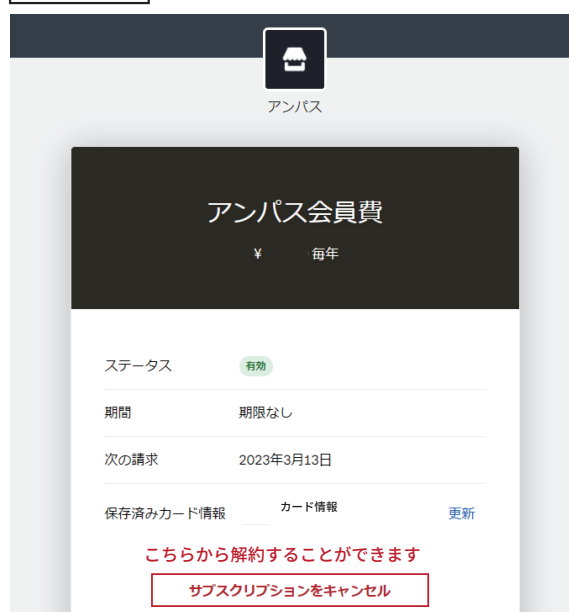 アンパス
アンパス会員費
¥ 毎年
ステータス 有効
期間 期限なし
次の請求 2023年3月13日
保存済みカード情報 カード情報 更新
こちらから解約することができます
サブスクリプションをキャンセル